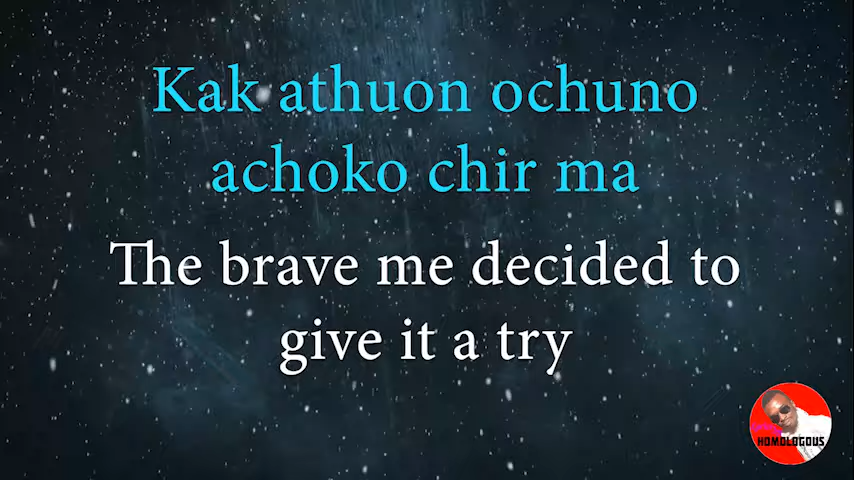 Kak athuon ochuno
achoko chir ma
The brave me decided to
give it a try
HOMOLOGOUS